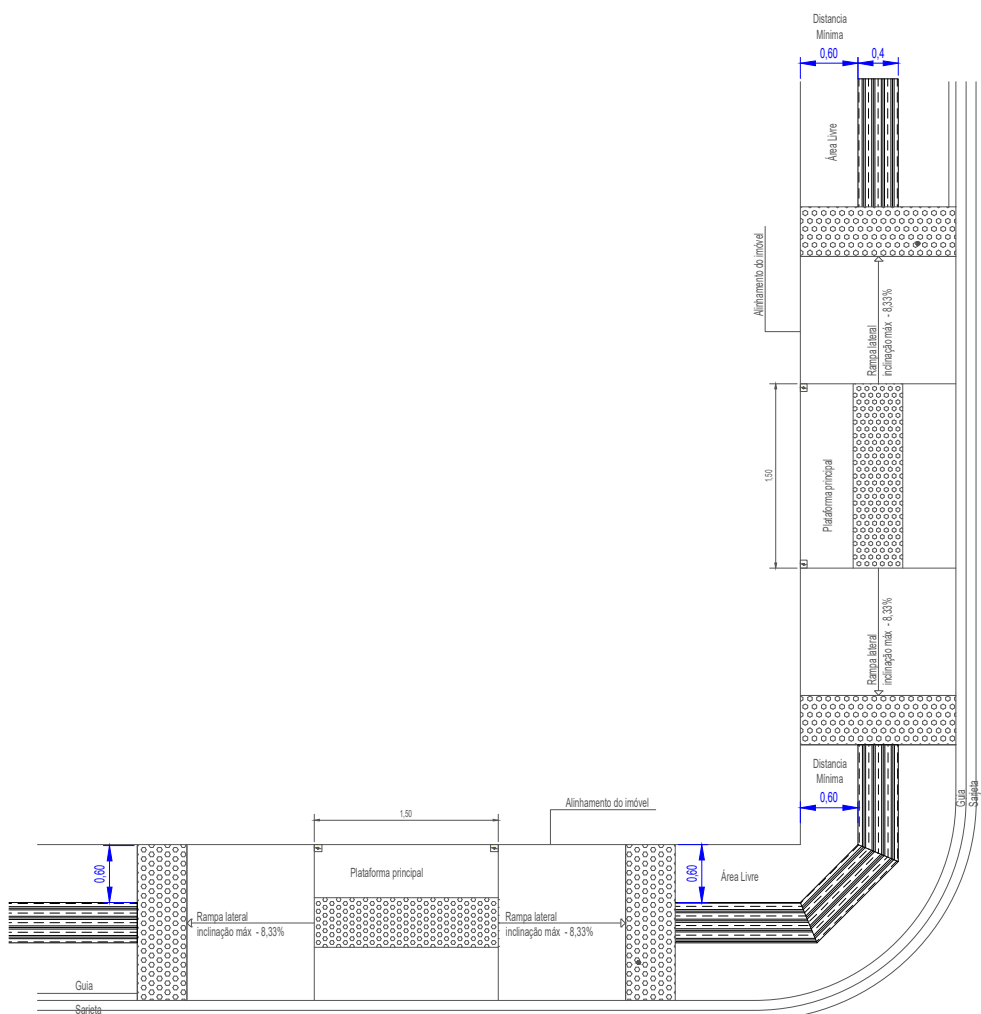 Distancia
Mínima
0,60
0,4
Área Livre
Alinhamento do imóvel
Rampa lateral
inclinação máx - 8,33%
1,50
Plataforma principal
Rampa lateral
inclinação máx - 8,33%
Distancia
Mínima
0,60
Guia
Sarjeta
Alinhamento do imóvel
1,50
0,60
Plataforma principal
0,60
Área Livre
Rampa lateral
inclinação máx - 8,33%
Rampa lateral
inclinação máx - 8,33%
Guia
Sarjeta